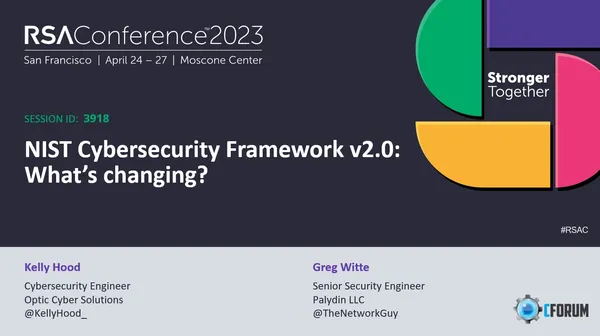 RSAConference™2023
San Francisco | April 24 – 27 | Moscone Center
Stronger
Together
SESSION ID: 3918
NIST Cybersecurity Framework v2.0:
What's changing?
#RSAC
Kelly Hood
Cybersecurity Engineer
Optic Cyber Solutions
@KellyHood_
Greg Witte
Senior Security Engineer
Palydin LLC
@TheNetworkGuy
CFORUM